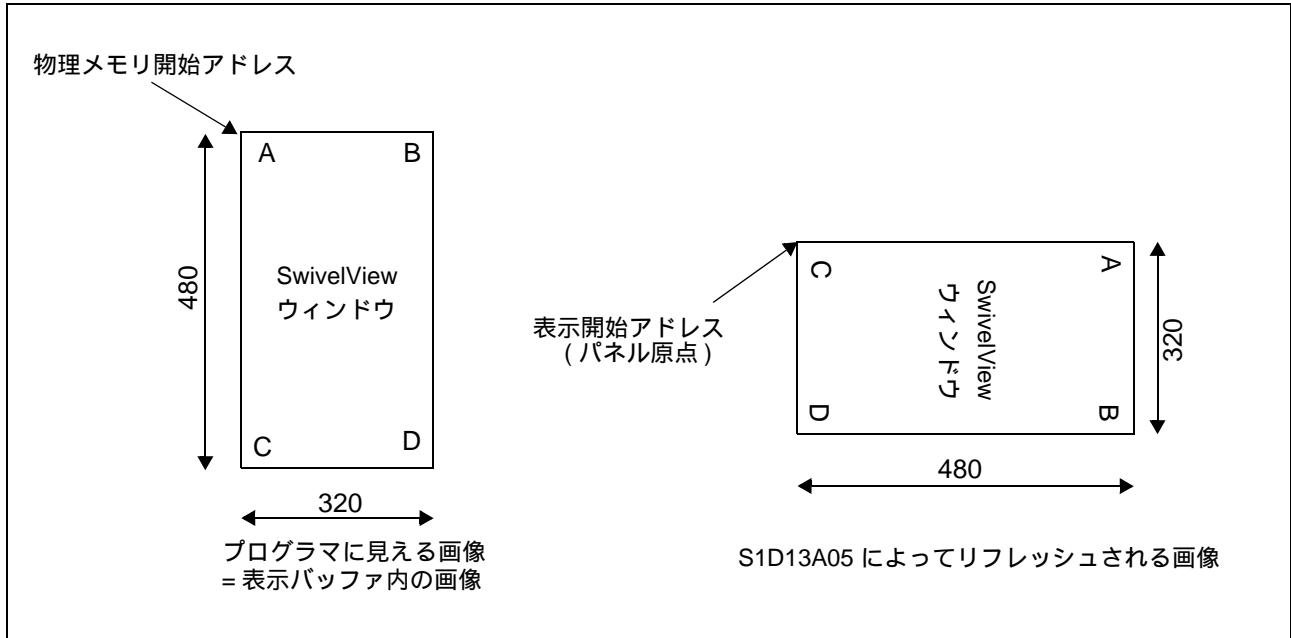 物理メモリ開始アドレス
A
B
480
SwivelView
ウィンドウ
C
D
320
プログラマに見える画像
= 表示バッファ内の画像
表示開始アドレス
( パネル原点 )
C
A
SwivelView
ウィンドウ
D
B
320
480
S1D13A05 によってリフレッシュされる画像